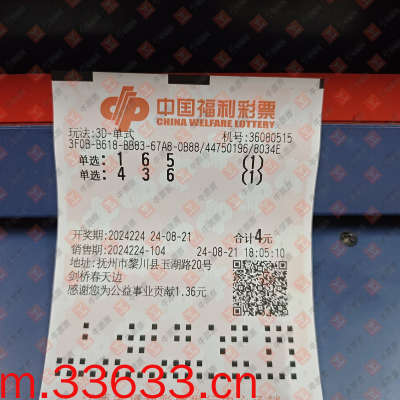 中国福利彩票
CHINA WELFARE LOTTERY
玩法:3D-单式 机号:36080515
3F0B-B618-BB83-67A8-0B88/44750196/8034E
单选: 1 6 5 (1)
单选: 4 3 6 (1)
开奖期:2024224 24-08-21 合计4元
销售期:2024224-104 24-08-21 18:05:10
地址:抚州市黎川县玉湖路20号
剑桥春天边
感谢您为公益事业贡献1.36元
m.33633.cn